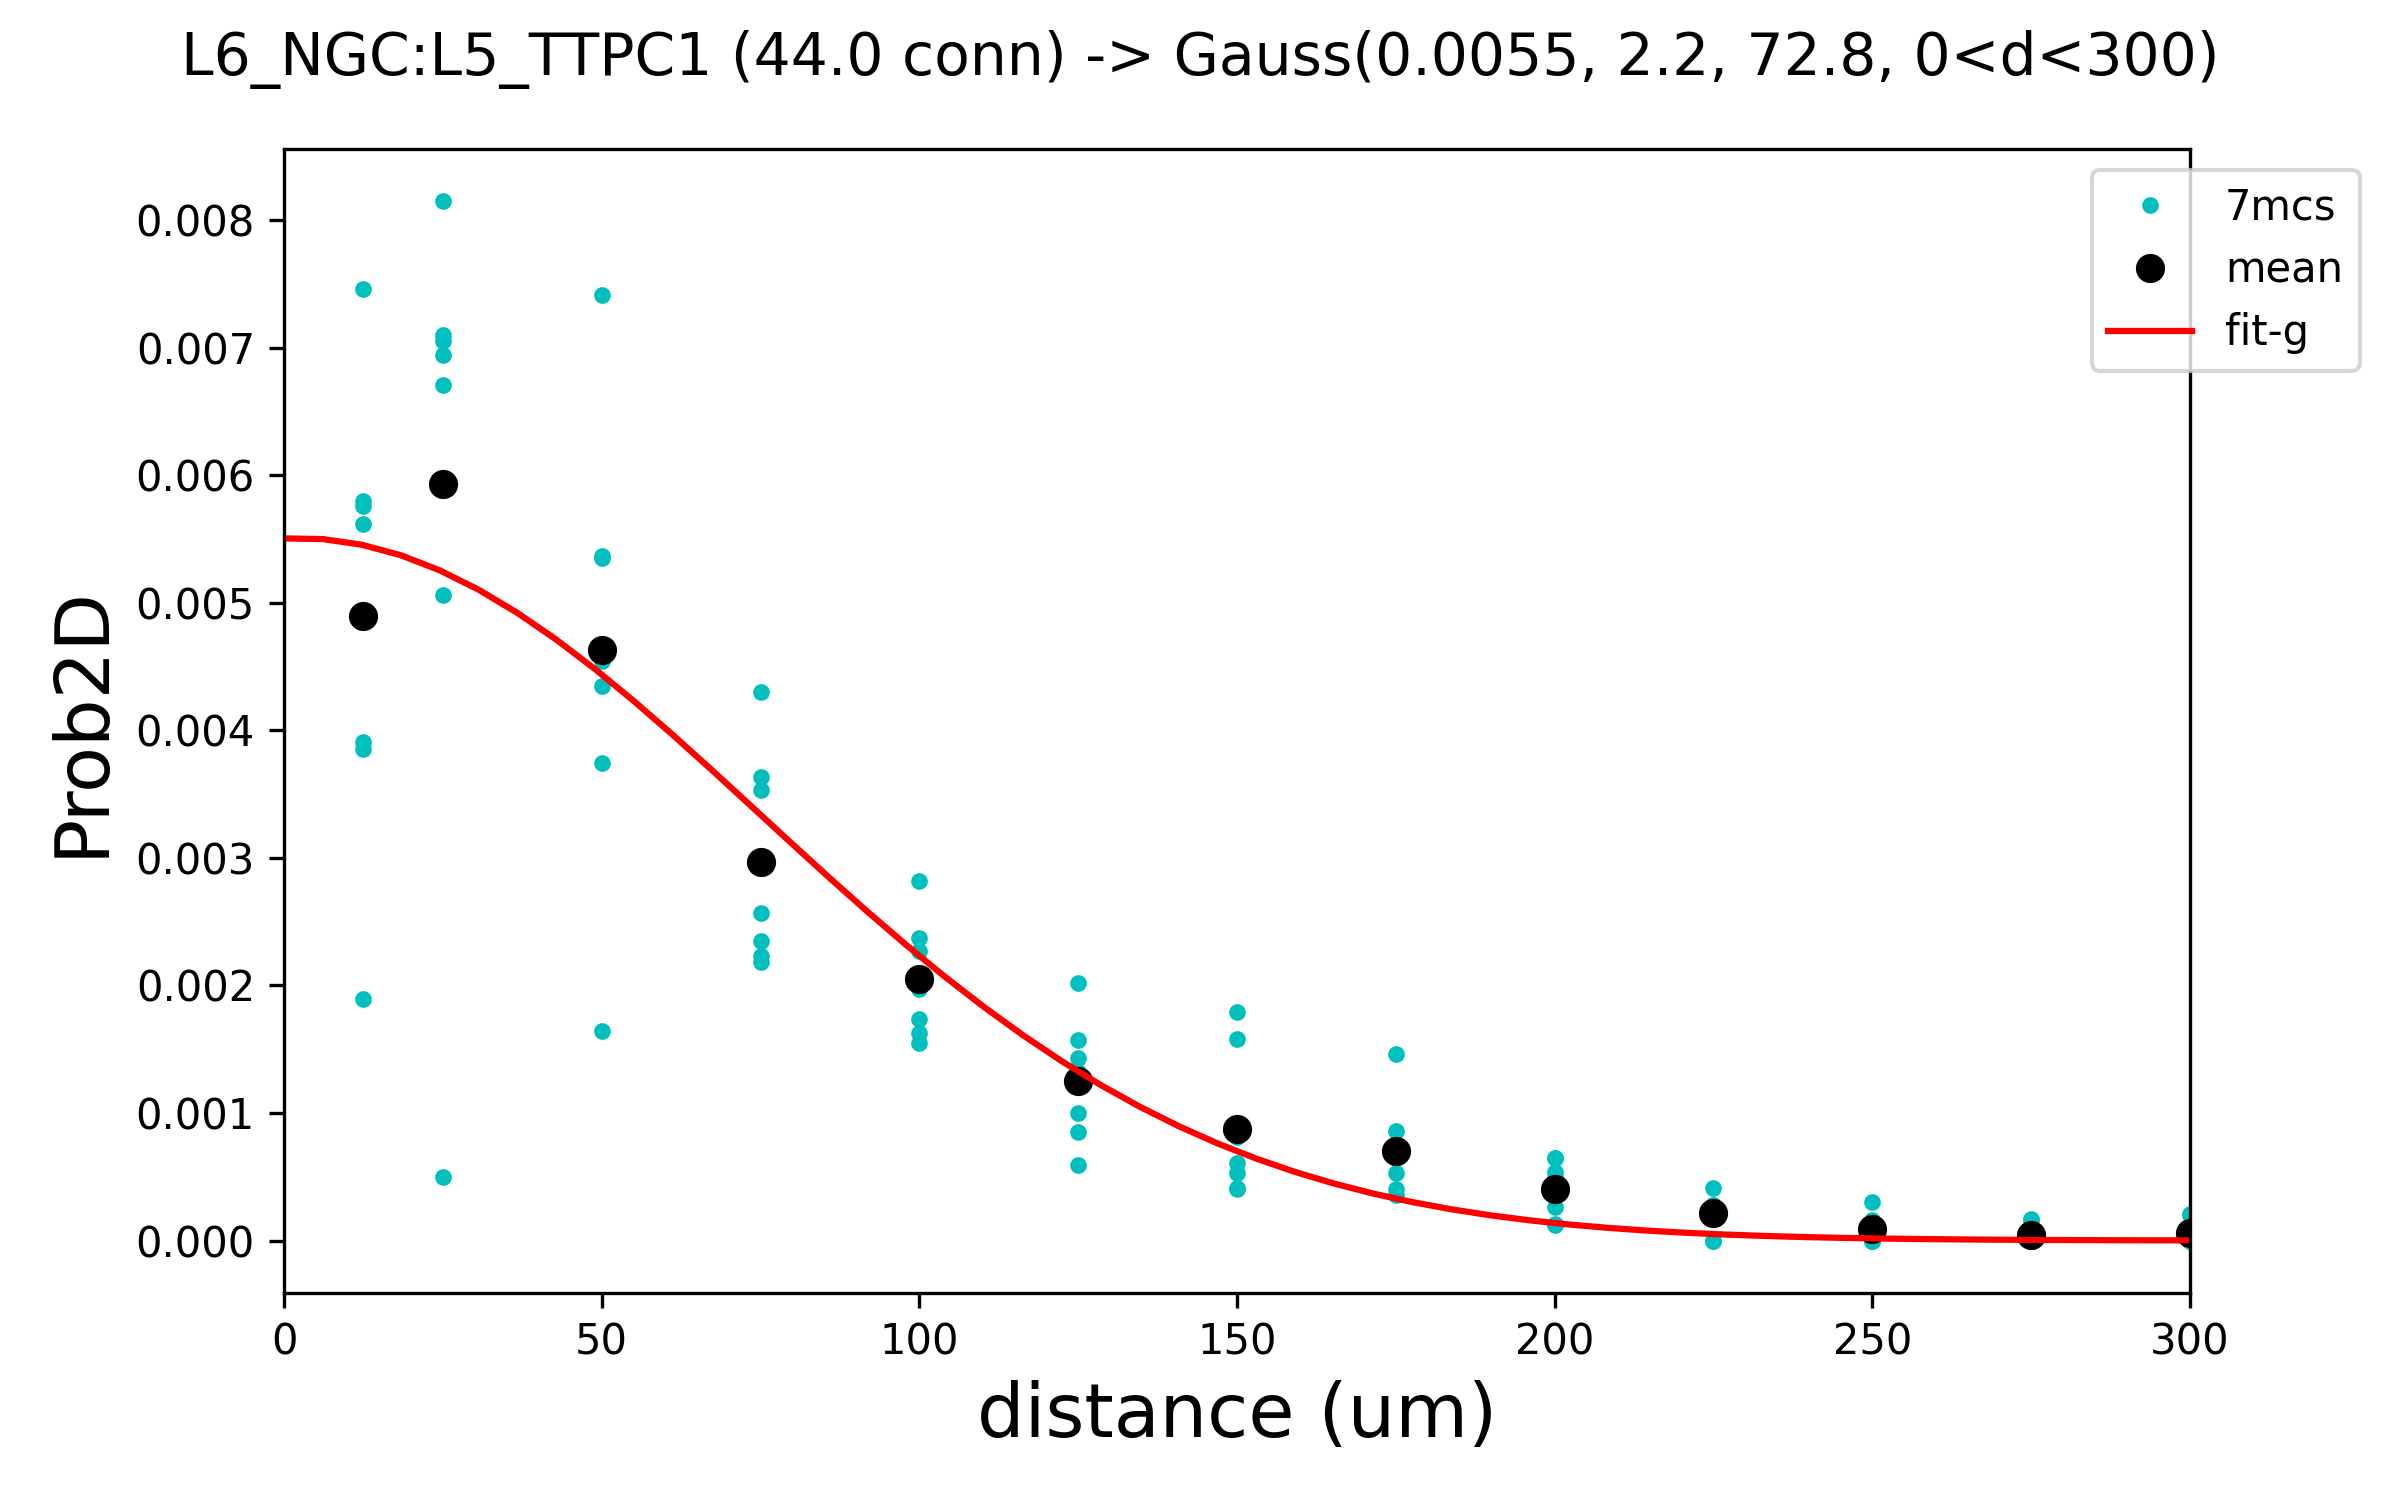 L6_NGC:L5_TTPC1 (44.0 conn) -> Gauss(0.0055, 2.2, 72.8, 0<d<300)
7mcs
mean
fit-g
Prob2D
0.008
0.007
0.006
0.005
0.004
0.003
0.002
0.001
0.000
0 50 100 150 200 250 300
distance (um)